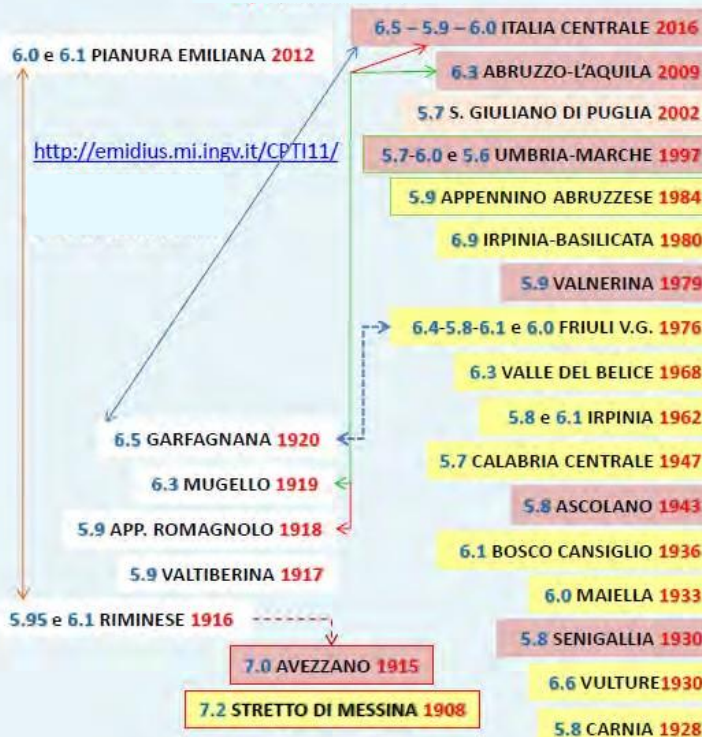 6.0 e 6.1 PIANURA EMILIANA 2012
http://emidius.mi.ingv.it/CPTI11/
6.5 GARFAGNANA 1920
6.3 MUGELLO 1919
5.9 APP. ROMAGNOLO 1918
5.9 VALTIBERINA 1917
5.95 e 6.1 RIMINESE 1916
7.0 AVEZZANO 1915
7.2 STRETTO DI MESSINA 1908
6.5 – 5.9 – 6.0 ITALIA CENTRALE 2016
6.3 ABRUZZO-L'AQUILA 2009
5.7 S. GIULIANO DI PUGLIA 2002
5.7-6.0 e 5.6 UMBRIA-MARCHE 1997
5.9 APPENNINO ABRUZZESE 1984
6.9 IRPINIA-BASILICATA 1980
5.9 VALNERINA 1979
6.4-5.8-6.1 e 6.0 FRIULI V.G. 1976
6.3 VALLE DEL BELICE 1968
5.8 e 6.1 IRPINIA 1962
5.7 CALABRIA CENTRALE 1947
5.8 ASCOLANO 1943
6.1 BOSCO CANSIGLIO 1936
6.0 MAIELLA 1933
5.8 SENIGALLIA 1930
6.6 VULTURE1930
5.8 CARNIA 1928